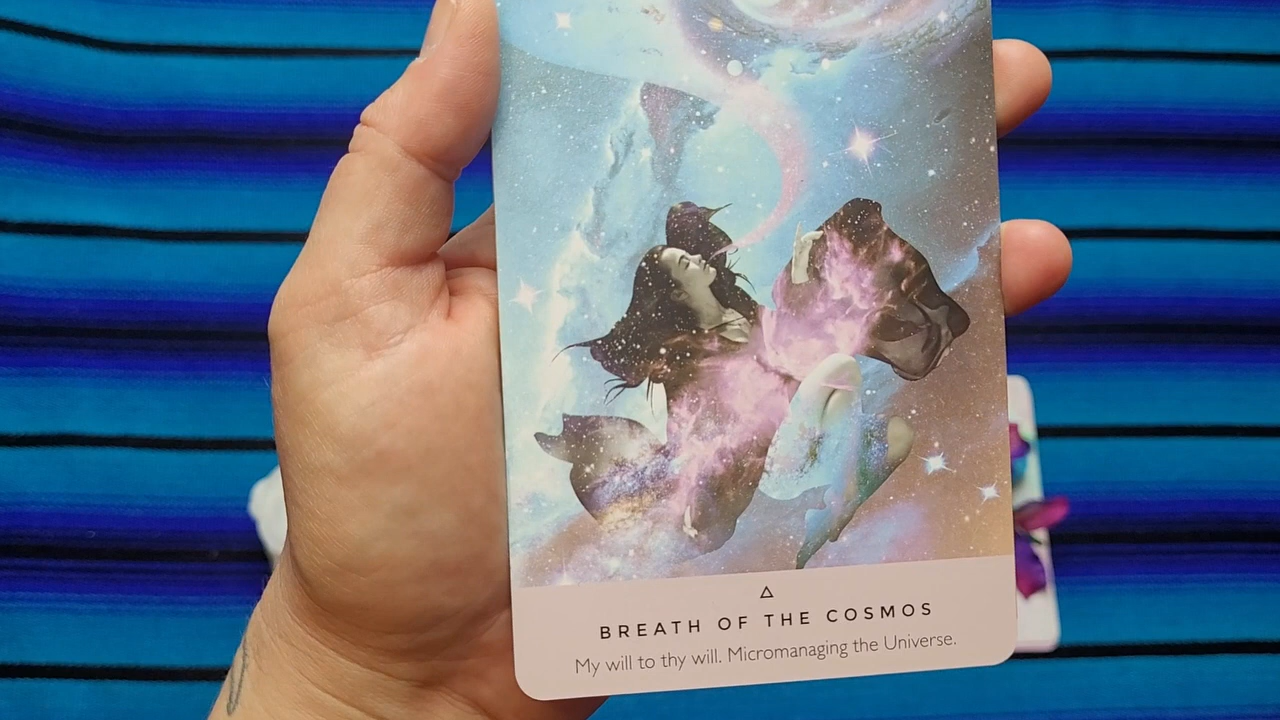 BREATH OF THE COSMOS
My will to thy will. Micromanaging the Universe.